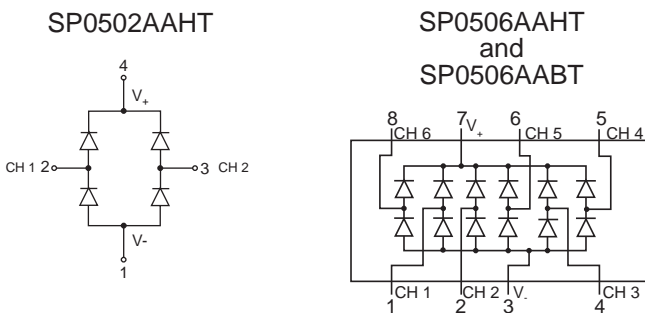 SP0502AAHT
4
V+
CH 1 2
3 CH 2
V-
1
SP0506AAHT
and
SP0506AABT
8 7 6 5
CH 6 V+ CH 5 CH 4
CH 1 CH 2 V- CH 3
1 2 3 4